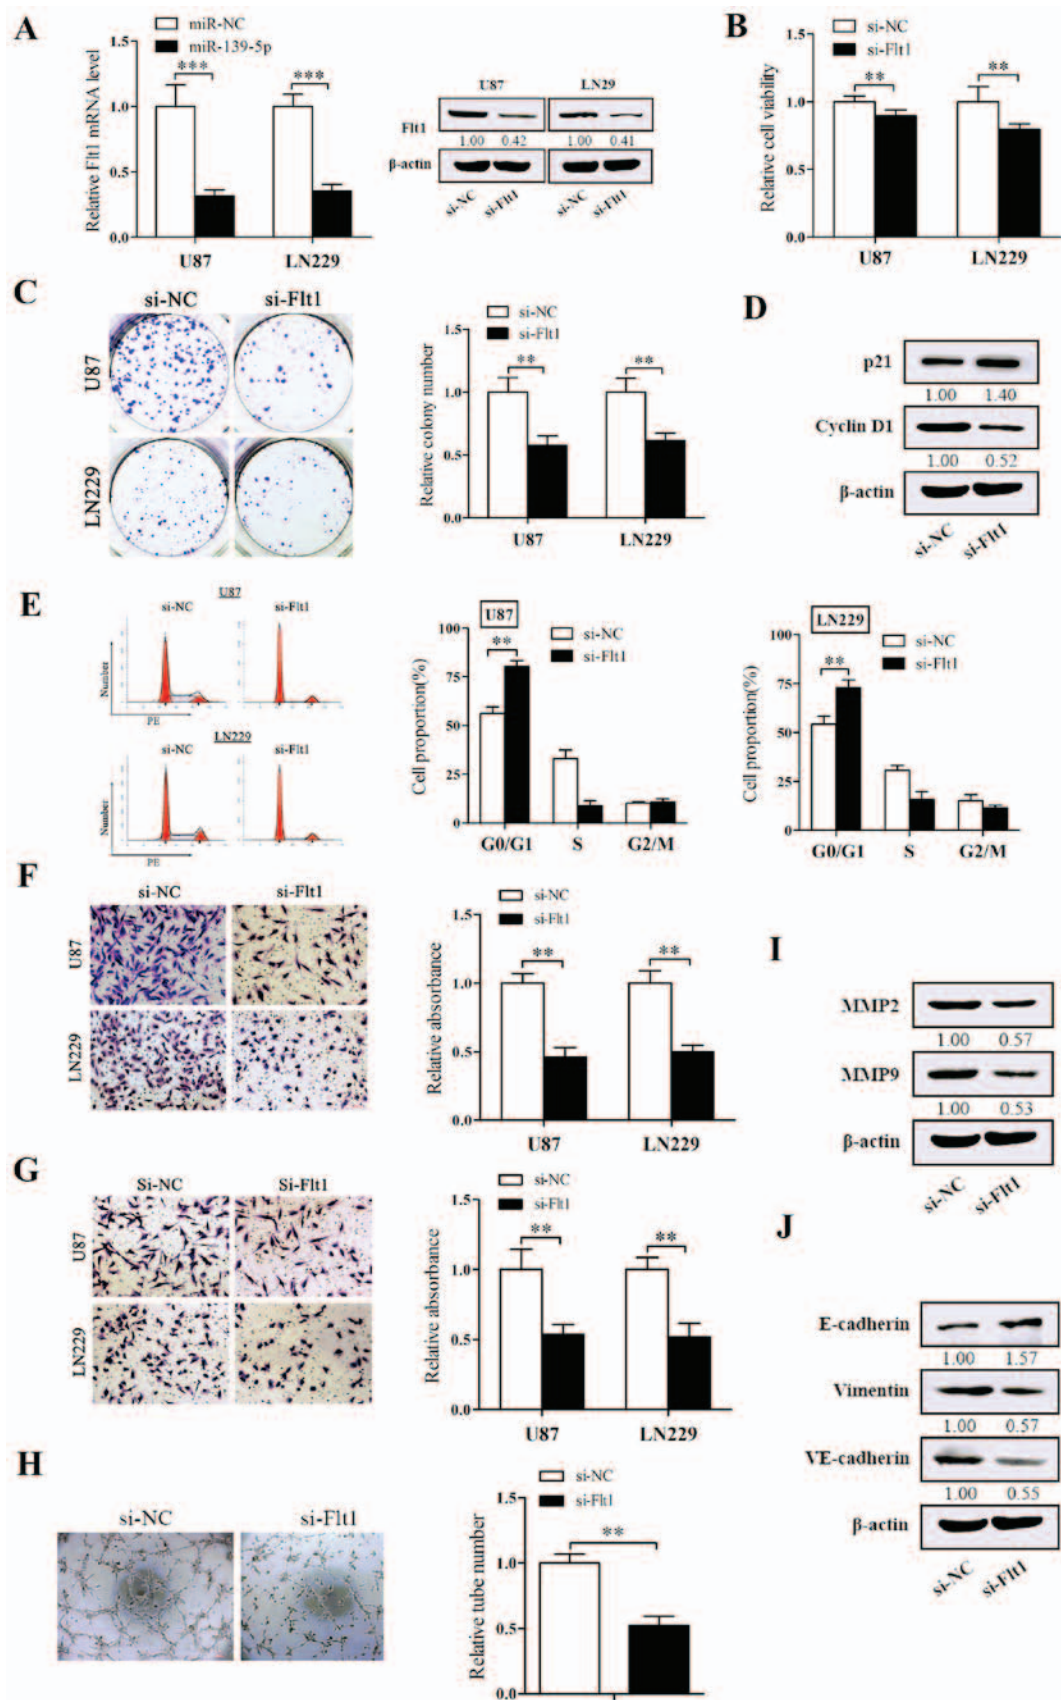 A
miR-NC
miR-139-5p
Relative Flt1 mRNA level
1.5
1.0
0.5
0.0
***
***
U87
LN229
U87
LN29
Flt1
1.00
0.42
1.00
0.41
β-actin
si-NC
si-Flt1
si-NC
si-Flt1
B
si-NC
si-Flt1
Relative cell viability
1.5
1.0
0.5
0.0
**
**
U87
LN229
C
si-NC
si-Flt1
U87
LN229
si-NC
si-Flt1
Relative colony number
1.5
1.0
0.5
0.0
**
**
U87
LN229
D
p21
1.00
1.40
Cyclin D1
1.00
0.52
β-actin
si-NC
si-Flt1
E
U87
si-NC
si-Flt1
Number
PE
LN229
si-NC
si-Flt1
Number
PE
U87
si-NC
si-Flt1
Cell proportion(%)
100
75
50
25
0
**
G0/G1
S
G2/M
LN229
si-NC
si-Flt1
Cell proportion(%)
100
75
50
25
0
**
G0/G1
S
G2/M
F
si-NC
si-Flt1
U87
LN229
si-NC
si-Flt1
Relative absorbance
1.5
1.0
0.5
0.0
**
**
U87
LN229
G
Si-NC
Si-Flt1
U87
LN229
si-NC
si-Flt1
Relative absorbance
1.5
1.0
0.5
0.0
**
**
U87
LN229
H
si-NC
si-Flt1
si-NC
si-Flt1
Relative tube number
1.5
1.0
0.5
0.0
**
I
MMP2
1.00
0.57
MMP9
1.00
0.53
β-actin
si-NC
si-Flt1
J
E-cadherin
1.00
1.57
Vimentin
1.00
0.57
VE-cadherin
1.00
0.55
β-actin
si-NC
si-Flt1